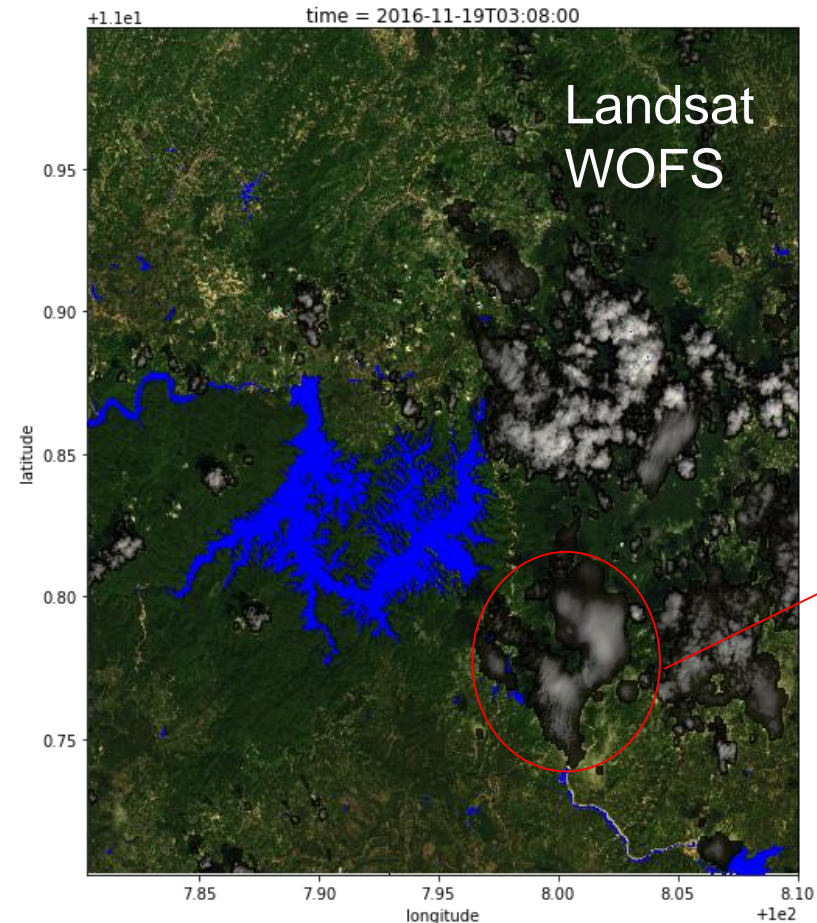 +1.1e1
time = 2016-11-19T03:08:00
Landsat
WOFS
0.95
0.90
0.85
0.80
0.75
latitude
7.85 7.90 7.95 8.00 8.05 8.10
+1e2
longitude